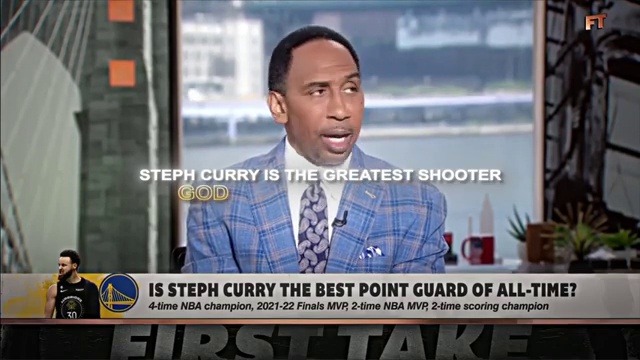 FT
STEPH CURRY IS THE GREATEST SHOOTER
GOD
IS STEPH CURRY THE BEST POINT GUARD OF ALL-TIME?
4-time NBA champion, 2021-22 Finals MVP, 2-time NBA MVP, 2-time scoring champion
30
FIRST TAKE